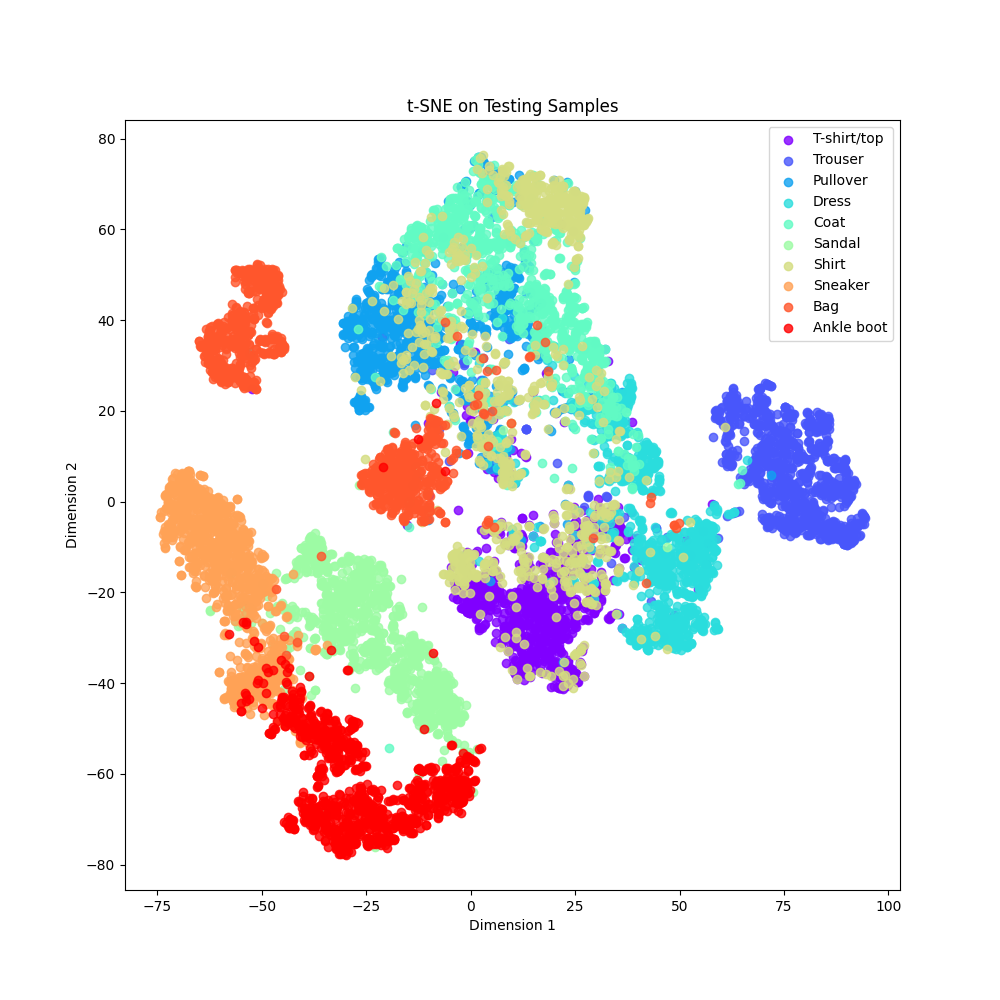 t-SNE on Testing Samples
80
60
40
20
0
−20
−40
−60
−80
Dimension 2
−75
−50
−25
0
25
50
75
100
Dimension 1
T-shirt/top
Trouser
Pullover
Dress
Coat
Sandal
Shirt
Sneaker
Bag
Ankle boot